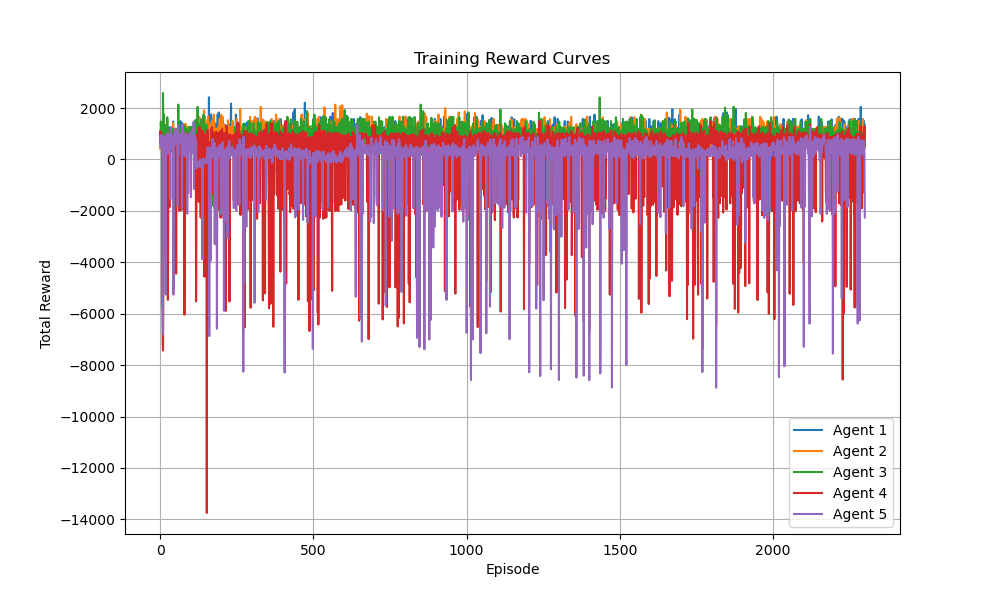 Training Reward Curves
Total Reward
2000
0
−2000
−4000
−6000
−8000
−10000
−12000
−14000
0 500 1000 1500 2000
Episode
Agent 1
Agent 2
Agent 3
Agent 4
Agent 5